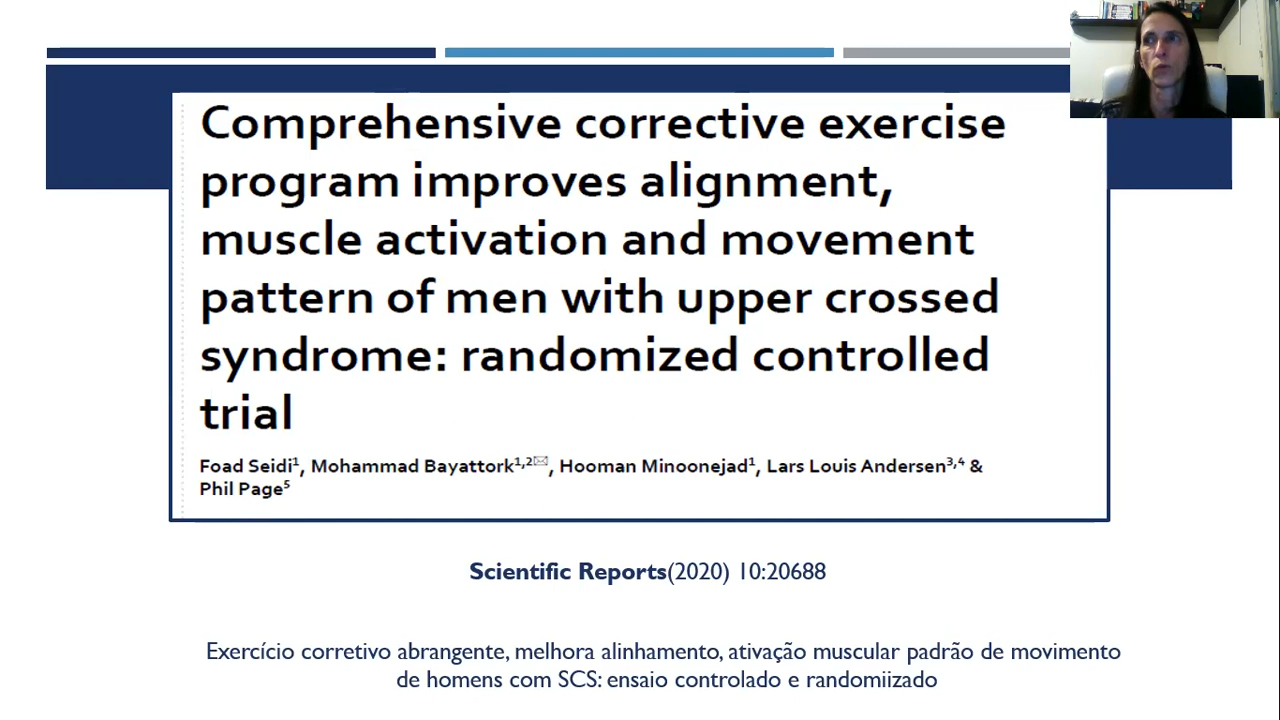 Comprehensive corrective exercise
program improves alignment,
muscle activation and movement
pattern of men with upper crossed
syndrome: randomized controlled
trial
Foad Seidi1, Mohammad Bayattork1,2✉, Hooman Minoonejad1, Lars Louis Andersen3,4 &
Phil Page5
Scientific Reports(2020) 10:20688
Exercício corretivo abrangente, melhora alinhamento, ativação muscular padrão de movimento
de homens com SCS: ensaio controlado e randomiizado